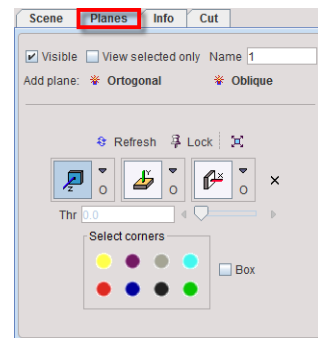 Scene Planes Info Cut
Visible View selected only Name 1
Add plane: Ortogonal Oblique
Refresh Lock
Z O Y O X O
Thr 0.0
Select corners
Box